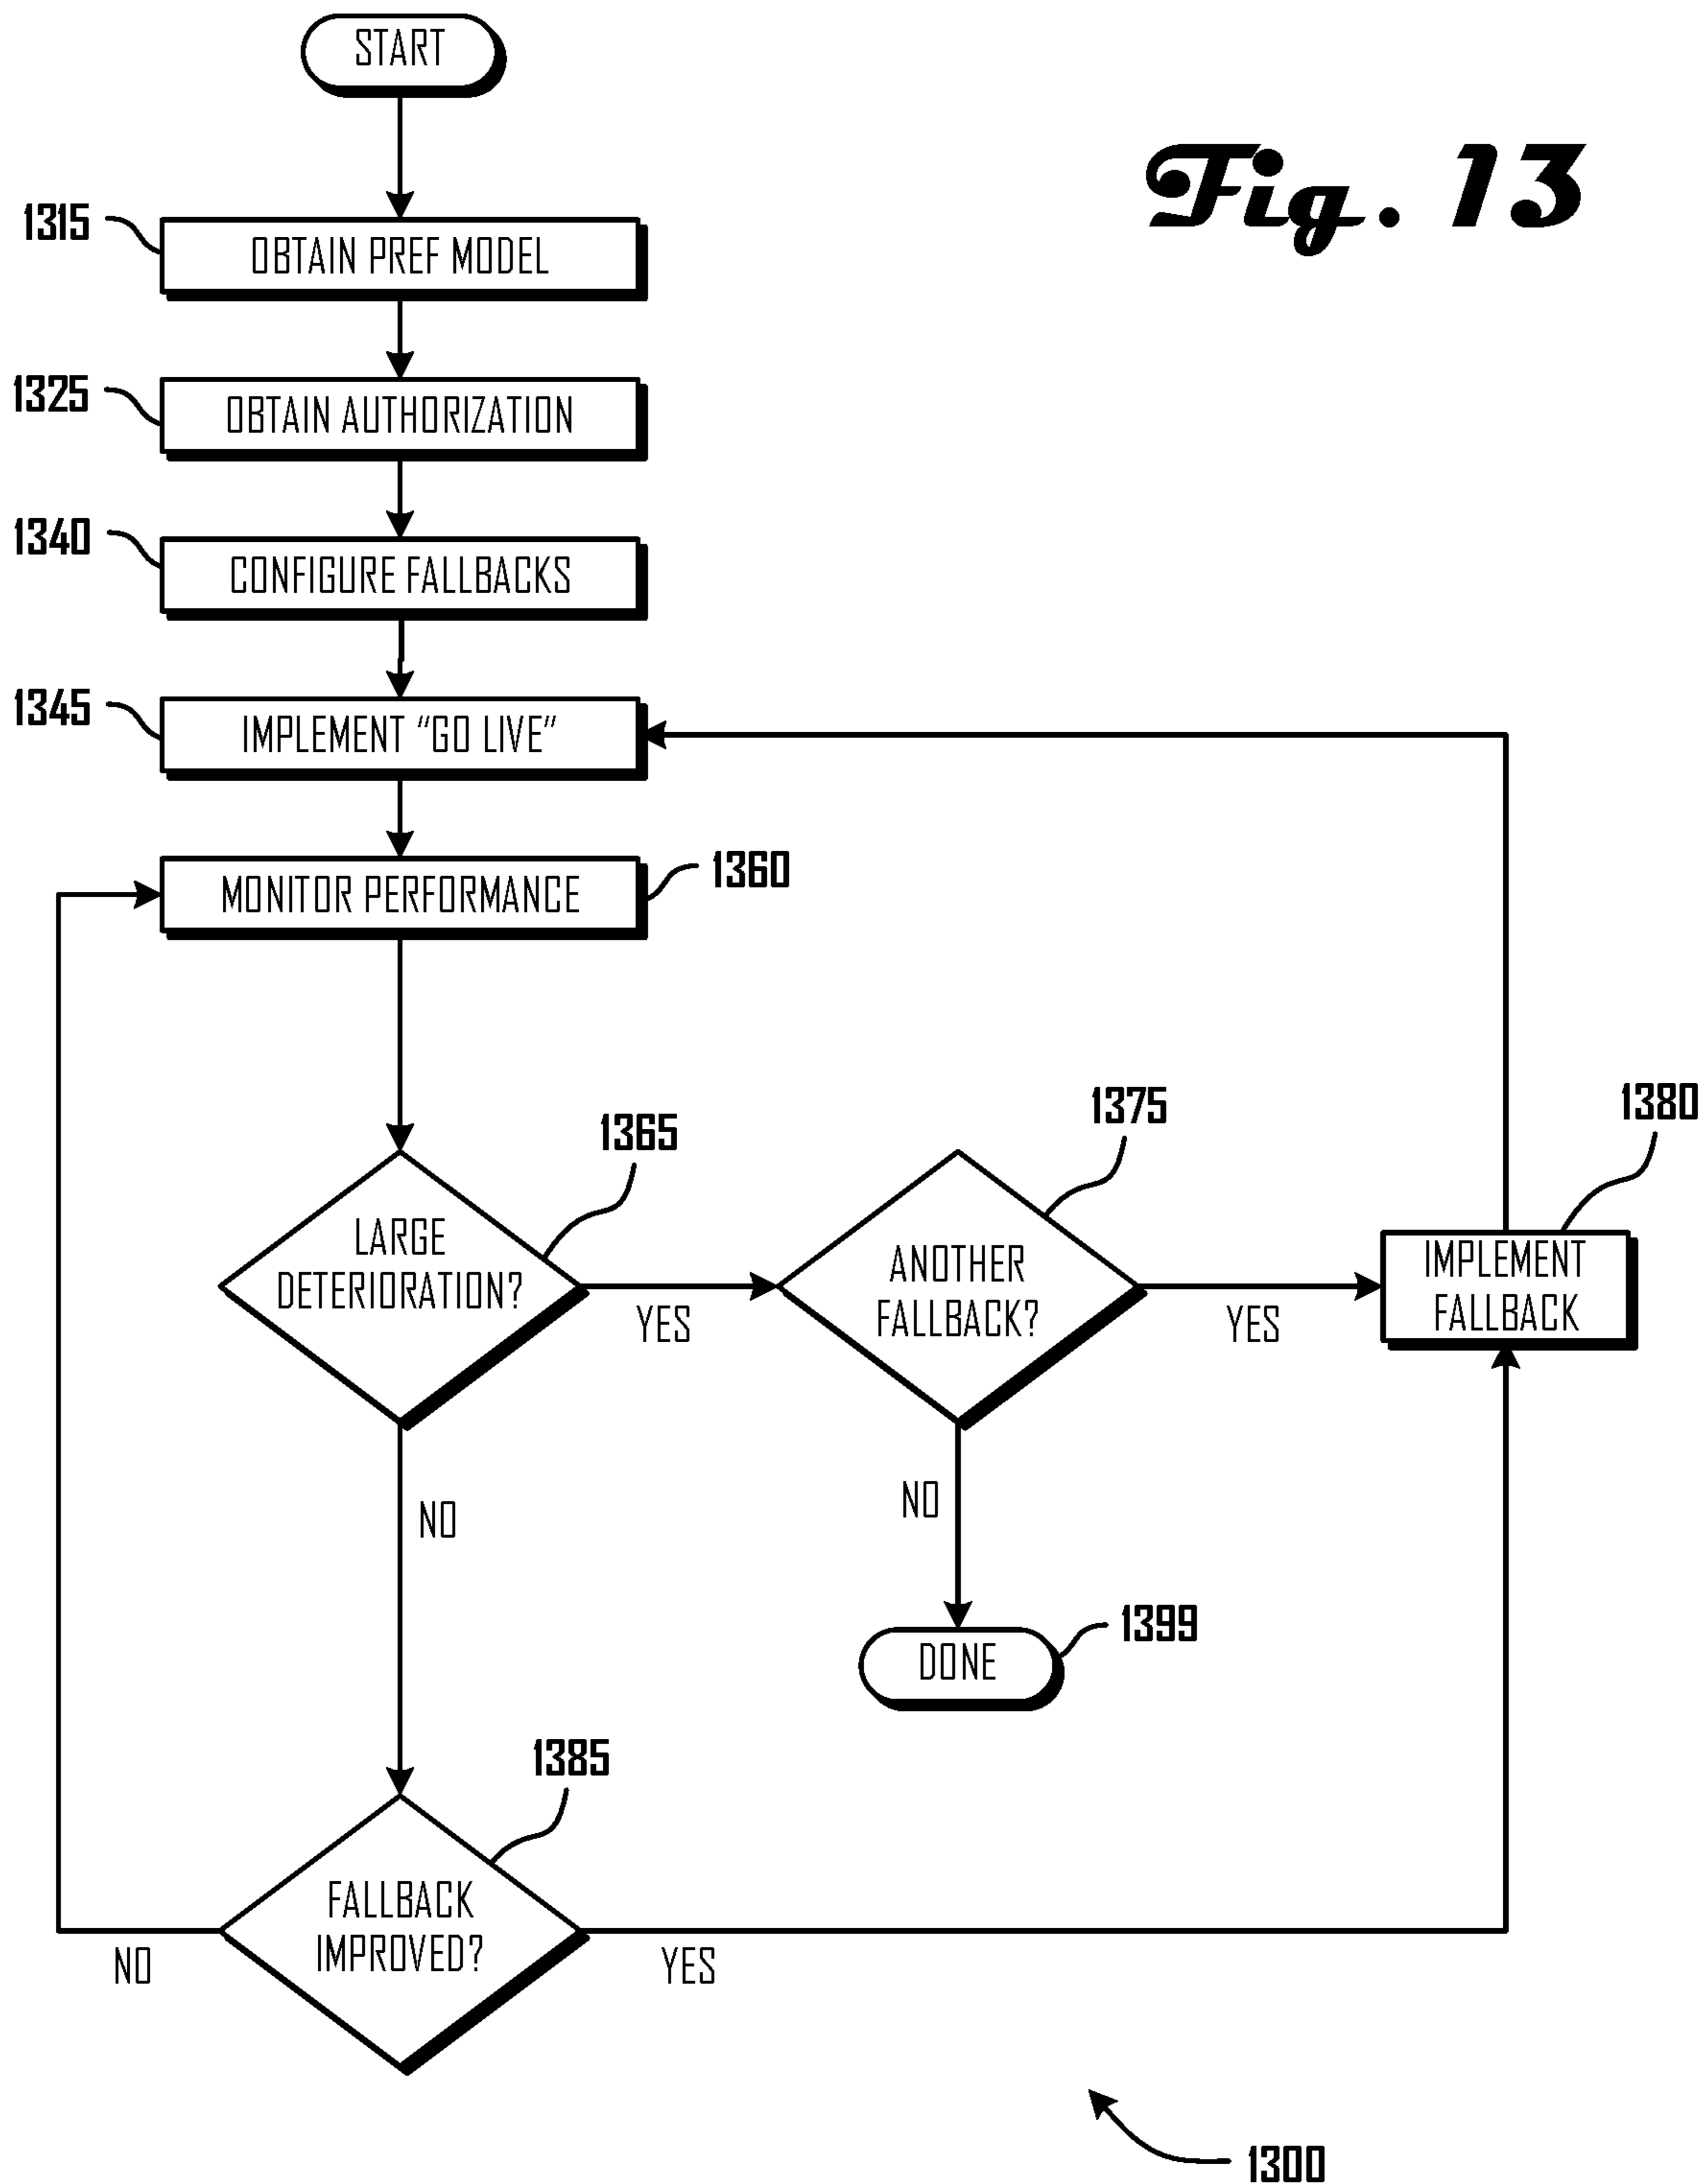 START
Fig. 13
1315
OBTAIN PREF MODEL
1325
OBTAIN AUTHORIZATION
1340
CONFIGURE FALLBACKS
1345
IMPLEMENT “GO LIVE”
1360
MONITOR PERFORMANCE
1365
LARGE
DETERIORATION?
YES
1375
ANOTHER
FALLBACK?
YES
1380
IMPLEMENT
FALLBACK
NO
NO
1399
DONE
1385
FALLBACK
IMPROVED?
NO
YES
1300